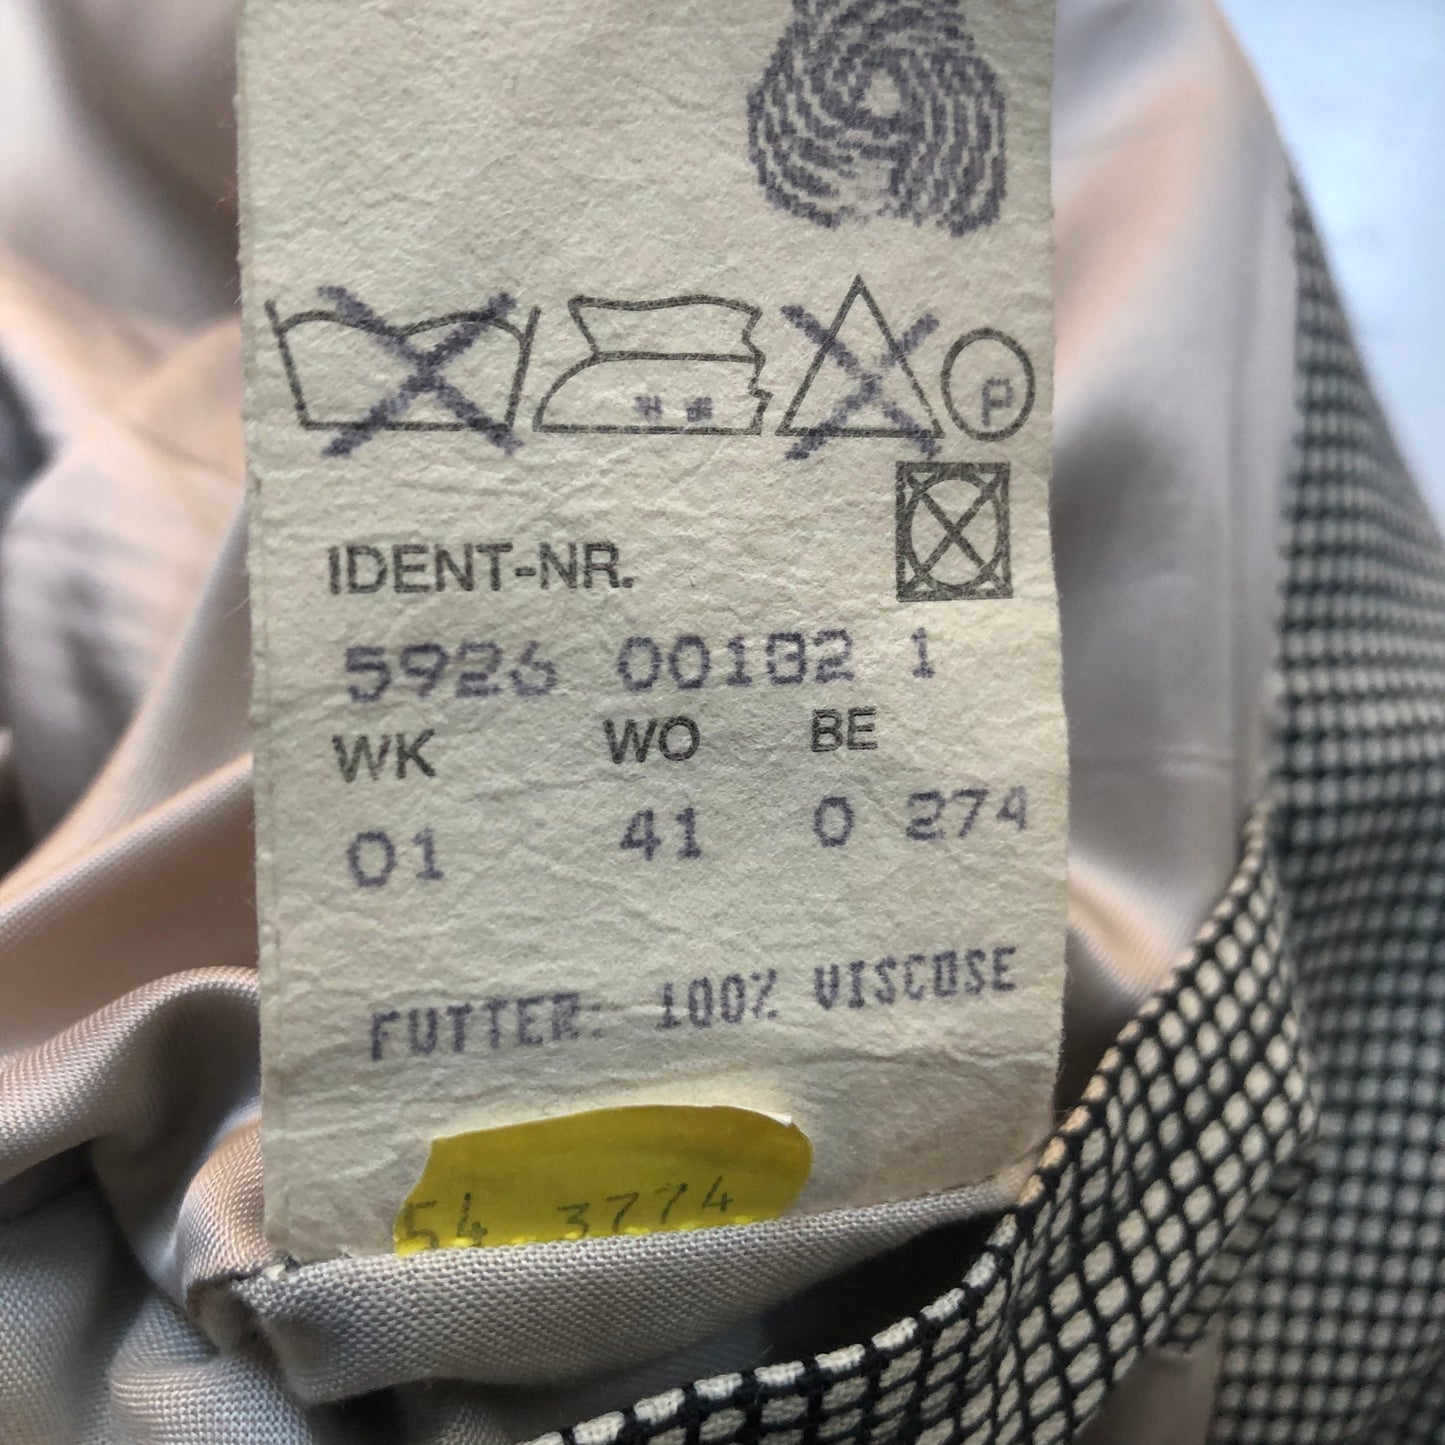 P
IDENT-NR.
5926 00182 1
WK WO BE
01 41 0 274
FUTTER: 100% VISCOSE
54 3774